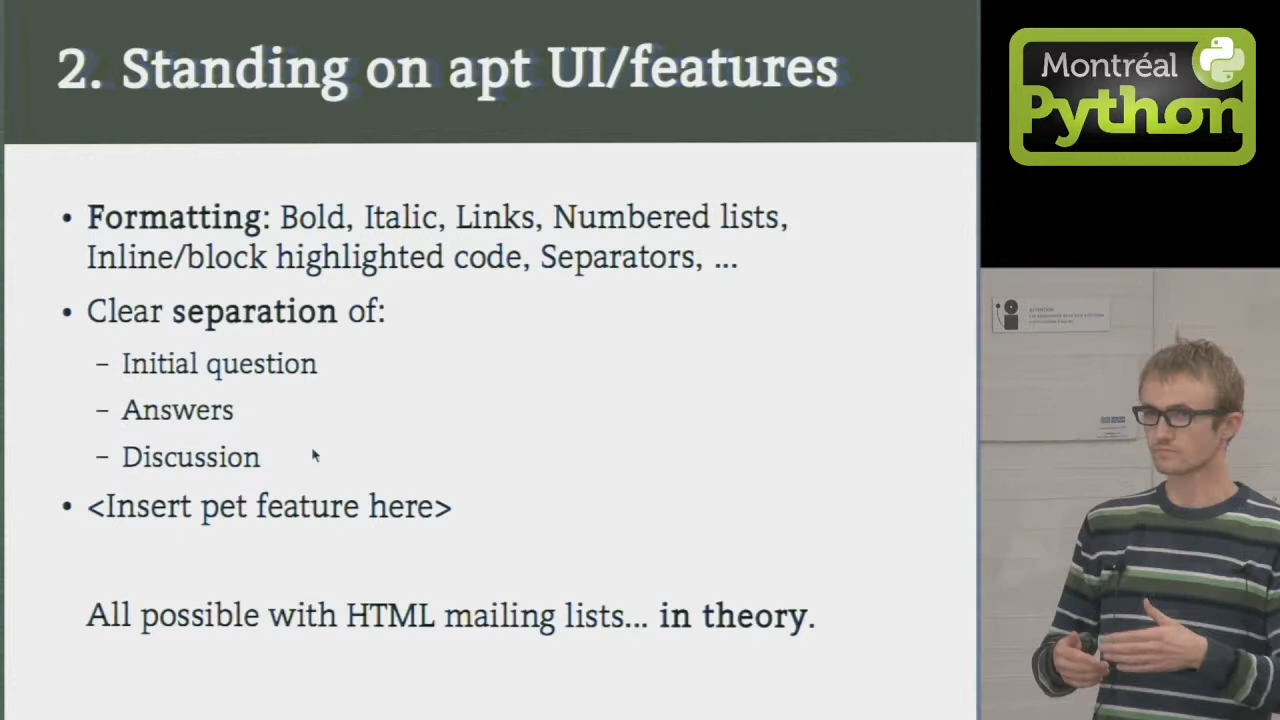 2. Standing on apt UI/features
Montréal
Python
• Formatting: Bold, Italic, Links, Numbered lists,
Inline/block highlighted code, Separators, ...
• Clear separation of:
– Initial question
– Answers
– Discussion
• <Insert pet feature here>
All possible with HTML mailing lists... in theory.
ATTENTION